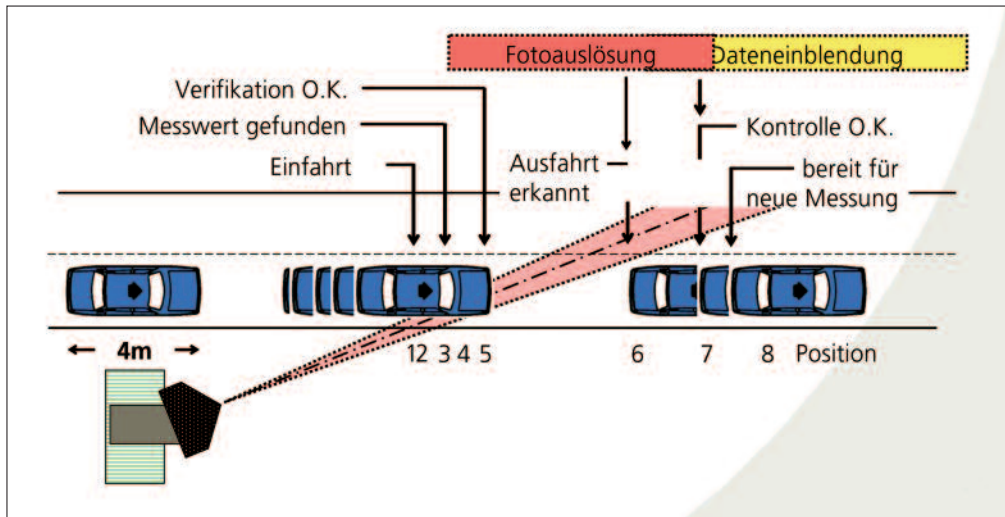 Fotoauslösung Dateneinblendung
Verifikation O.K.
Messwert gefunden
Kontrolle O.K.
Einfahrt
Ausfahrt
erkannt
bereit für
neue Messung
4m
12 3 4 5 6 7 8 Position